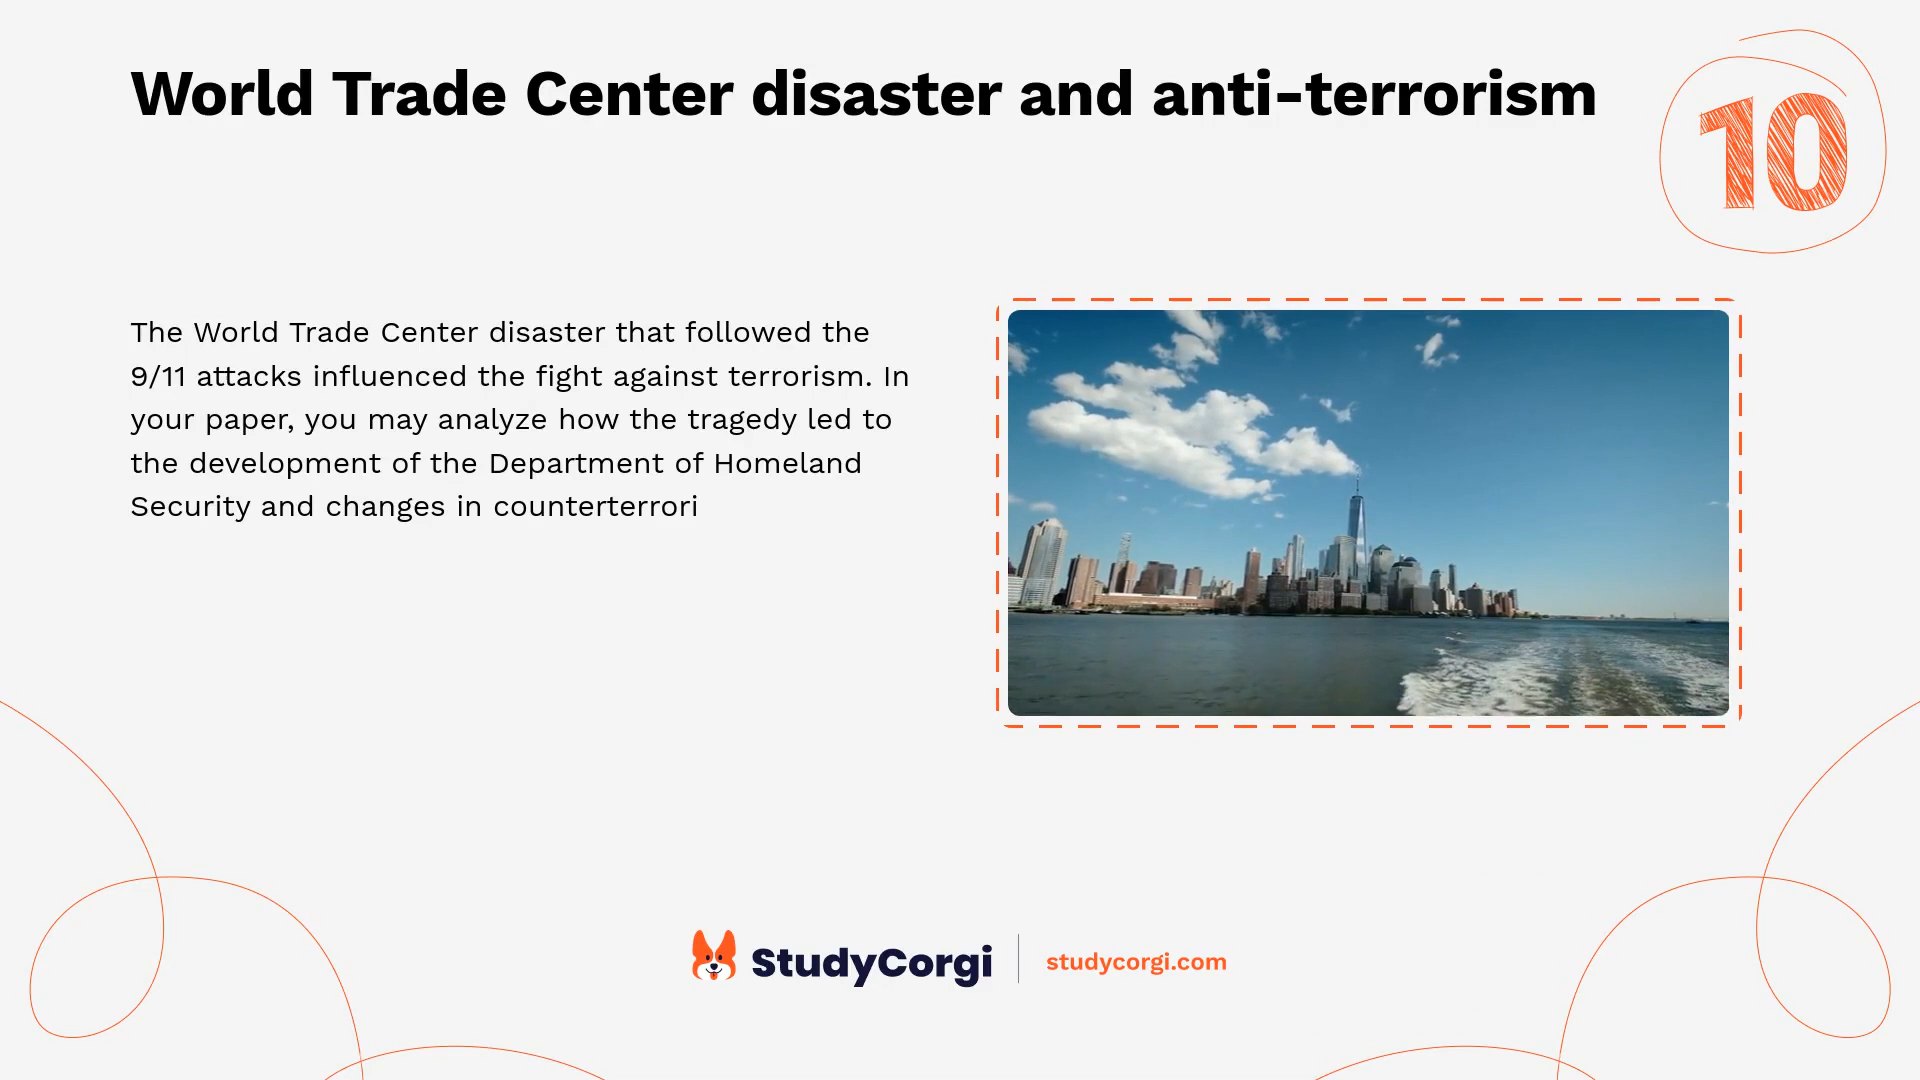 World Trade Center disaster and anti-terrorism
10
The World Trade Center disaster that followed the
9/11 attacks influenced the fight against terrorism. In
your paper, you may analyze how the tragedy led to
the development of the Department of Homeland
Security and changes in counterterrori
StudyCorgi
studycorgi.com